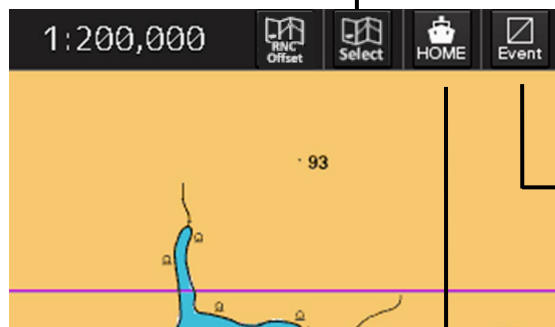 1:200,000
RNC
Offset
Select
HOME
Event
93